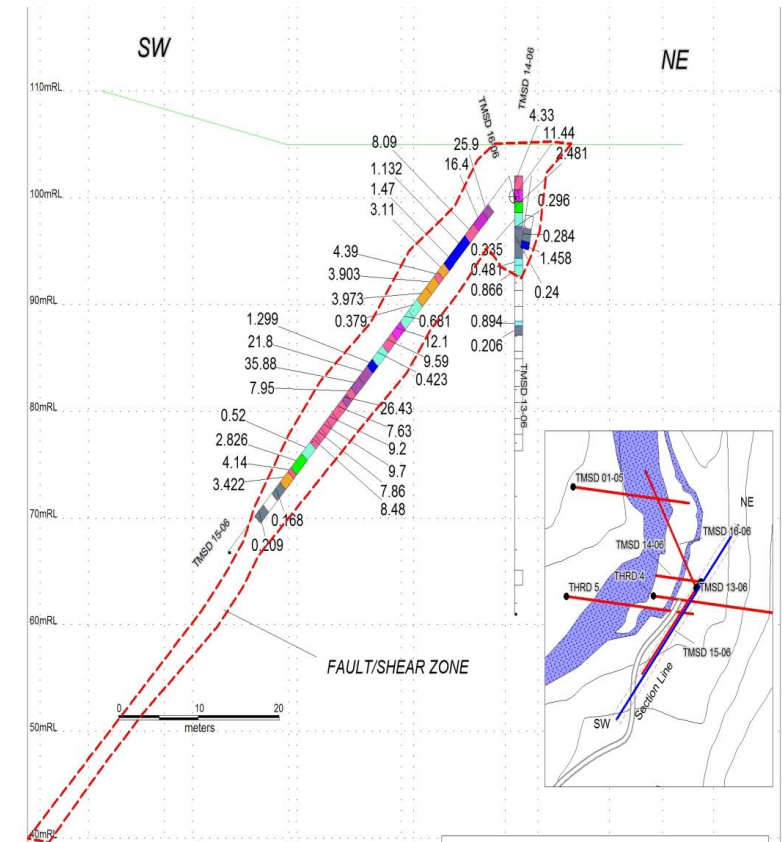 SW
NE
110mRL
100mRL
90mRL
80mRL
70mRL
60mRL
50mRL
40mRL
TMSD 16-06
TMSD 14-06
4.33
11.44
2.481
8.09
25.9
16.4
1.132
1.47
3.11
0.296
0.284
0.335
1.458
0.481
0.866
0.24
4.39
3.903
3.973
0.379
0.681
0.894
0.206
12.1
9.59
0.423
1.299
21.8
35.88
7.95
TMSD 13-06
26.43
7.63
9.2
9.7
7.86
8.48
0.52
2.826
4.14
3.422
0.168
0.209
TMSD 15-06
FAULT/SHEAR ZONE
0 10 20
meters
TMSD 01-05
NE
TMSD 16-06
TMSD 14-06
THRD 4
TMSD 13-06
THRD 5
TMSD 15-06
Section Line
SW